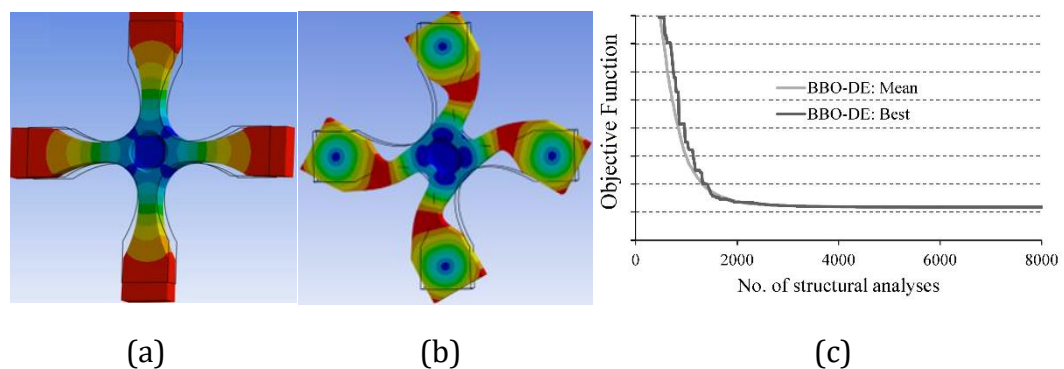 Objective Function
BBO-DE: Mean
BBO-DE: Best
0
2000
4000
6000
8000
No. of structural analyses
(a)
(b)
(c)